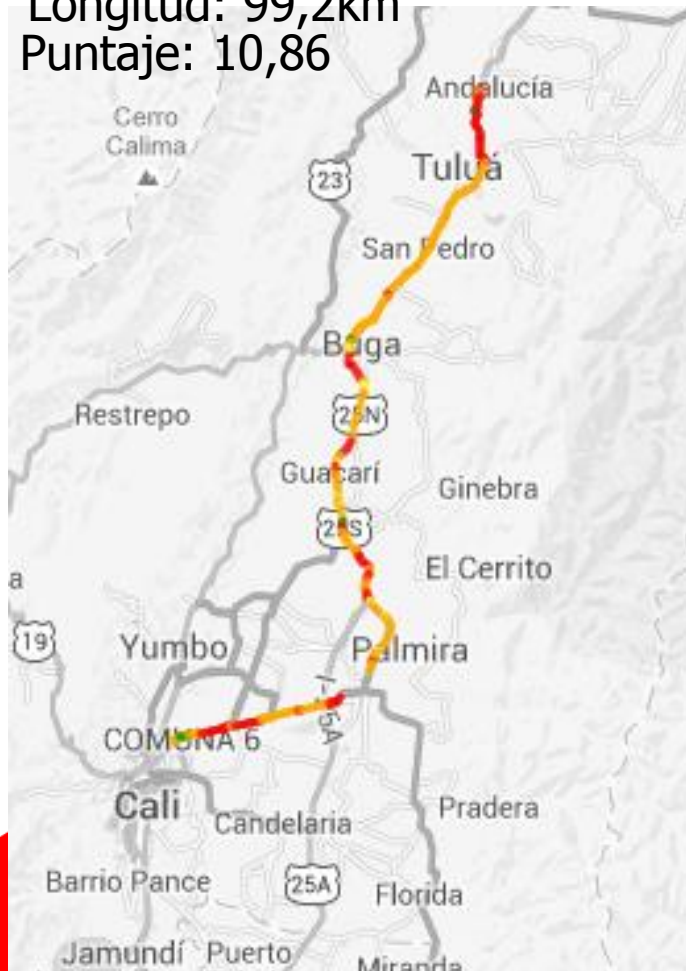 Longitud: 99,2km
Puntaje: 10,86
Andalucía
Cerro
Calima
Tuluá
23
San Pedro
Buga
Restrepo
25N
Guacarí
Ginebra
25S
El Cerrito
a
19
Yumbo
Palmira
COMUNA 6
Cali
Candelaria
Pradera
Barrio Pance
25A
Florida
Jamundí
Puerto
Miranda